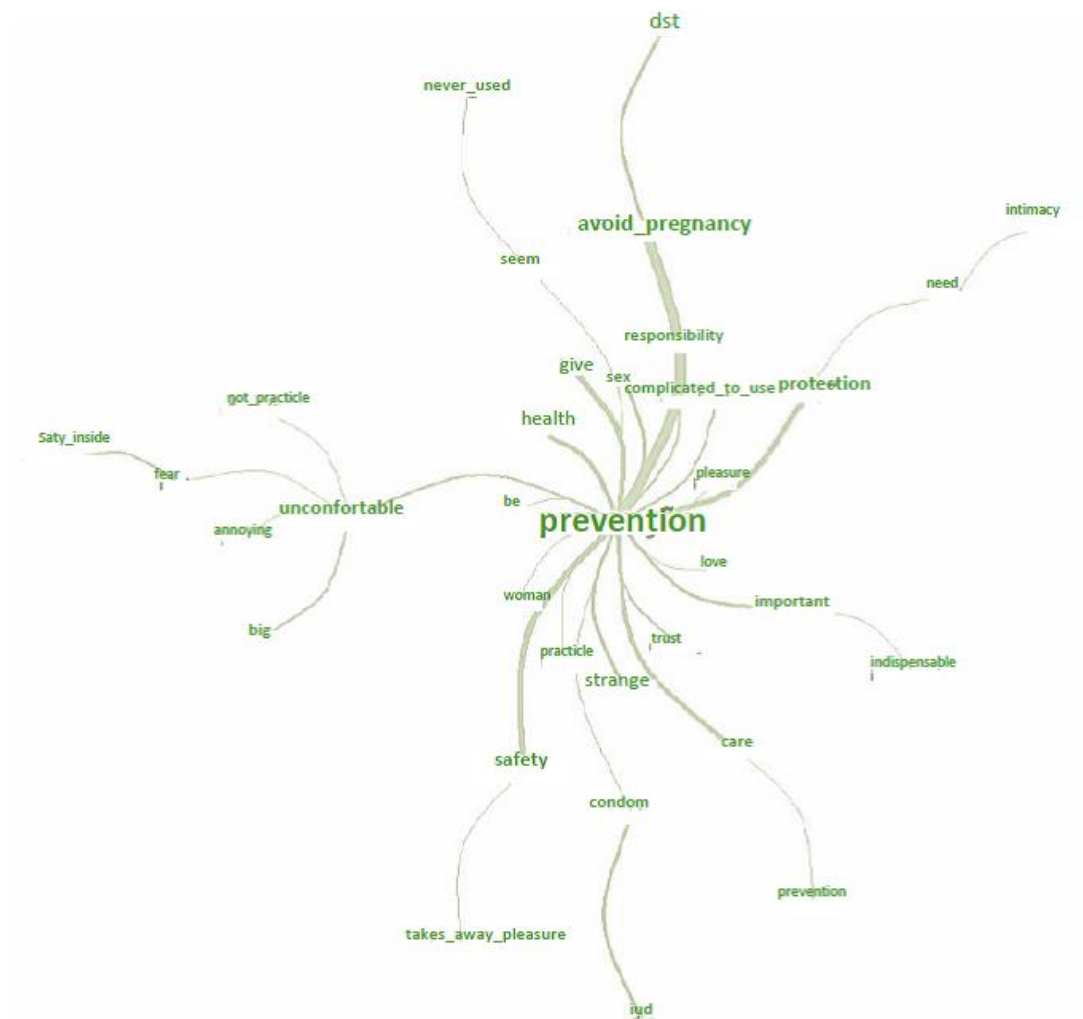 dst
never_used
intimacy
avoid_pregnancy
seem
need
responsibility
give
sex
complicated_to_use
protection
not_practicle
health
Saty_inside
fear
pleasure
unconfortable
be
prevention
annoying
love
woman
important
big
trust
practicle
indispensable
strange
care
safety
condom
prevention
takes_away_pleasure
iud